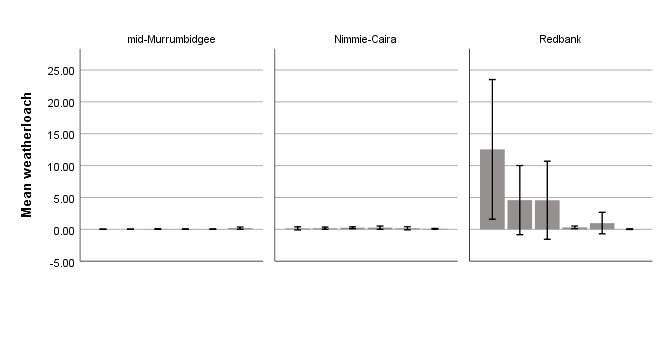 mid-Murrumbidgee
Nimmie-Caira
Redbank
Mean weatherloach
25.00
20.00
15.00
10.00
5.00
0.00
-5.00